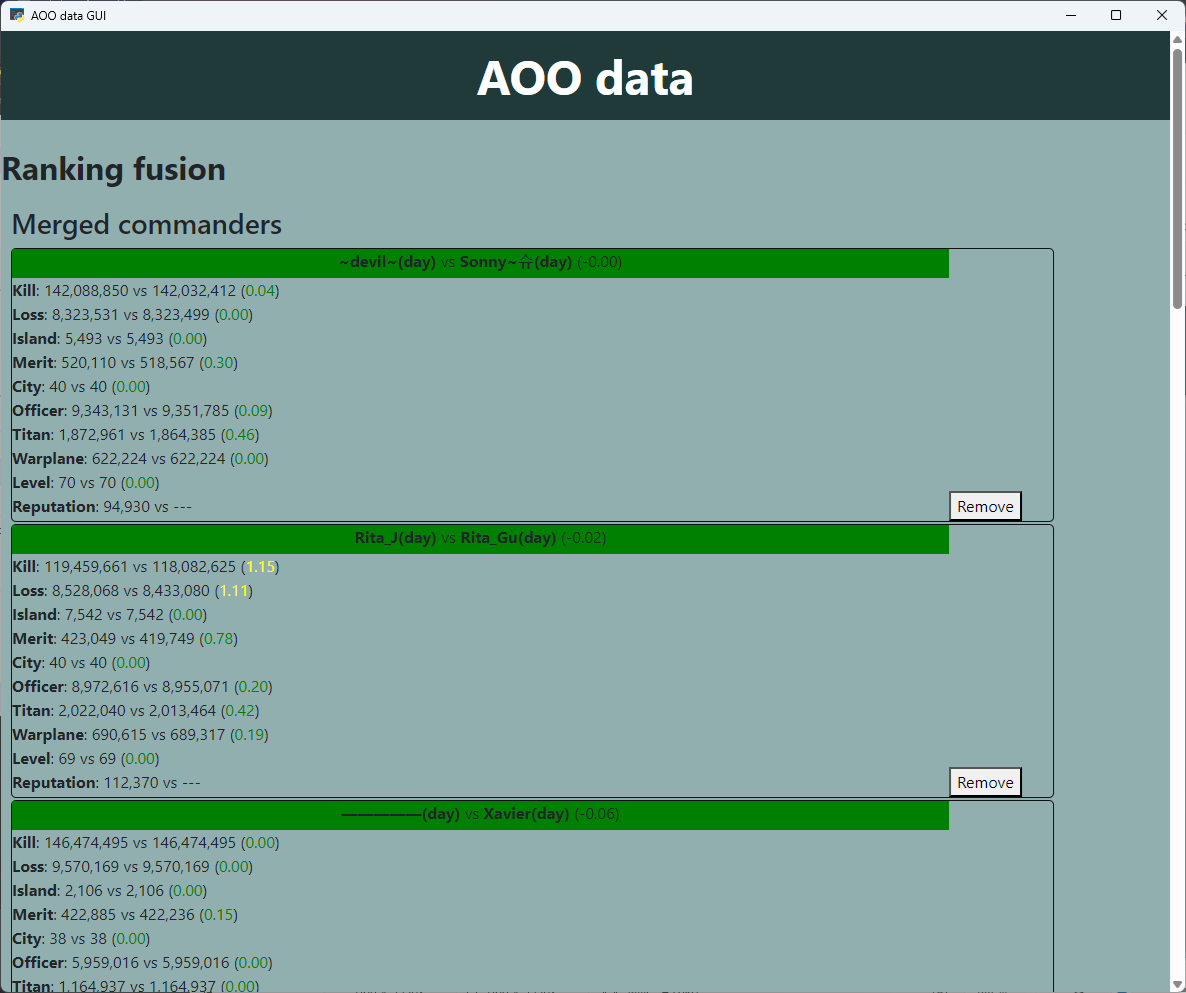 AOO data GUI
AOO data
Ranking fusion
Merged commanders
~devil~(day) vs Sonny~슈(day) (-0.00)
Kill: 142,088,850 vs 142,032,412 (0.04)
Loss: 8,323,531 vs 8,323,499 (0.00)
Island: 5,493 vs 5,493 (0.00)
Merit: 520,110 vs 518,567 (0.30)
City: 40 vs 40 (0.00)
Officer: 9,343,131 vs 9,351,785 (0.09)
Titan: 1,872,961 vs 1,864,385 (0.46)
Warplane: 622,224 vs 622,224 (0.00)
Level: 70 vs 70 (0.00)
Reputation: 94,930 vs ---
Remove
Rita_J(day) vs Rita_Gu(day) (-0.02)
Kill: 119,459,661 vs 118,082,625 (1.15)
Loss: 8,528,068 vs 8,433,080 (1.11)
Island: 7,542 vs 7,542 (0.00)
Merit: 423,049 vs 419,749 (0.78)
City: 40 vs 40 (0.00)
Officer: 8,972,616 vs 8,955,071 (0.20)
Titan: 2,022,040 vs 2,013,464 (0.42)
Warplane: 690,615 vs 689,317 (0.19)
Level: 69 vs 69 (0.00)
Reputation: 112,370 vs ---
Remove
—————(day) vs Xavier(day) (-0.06)
Kill: 146,474,495 vs 146,474,495 (0.00)
Loss: 9,570,169 vs 9,570,169 (0.00)
Island: 2,106 vs 2,106 (0.00)
Merit: 422,885 vs 422,236 (0.15)
City: 38 vs 38 (0.00)
Officer: 5,959,016 vs 5,959,016 (0.00)
Titan: 1,164,937 vs 1,164,937 (0.00)